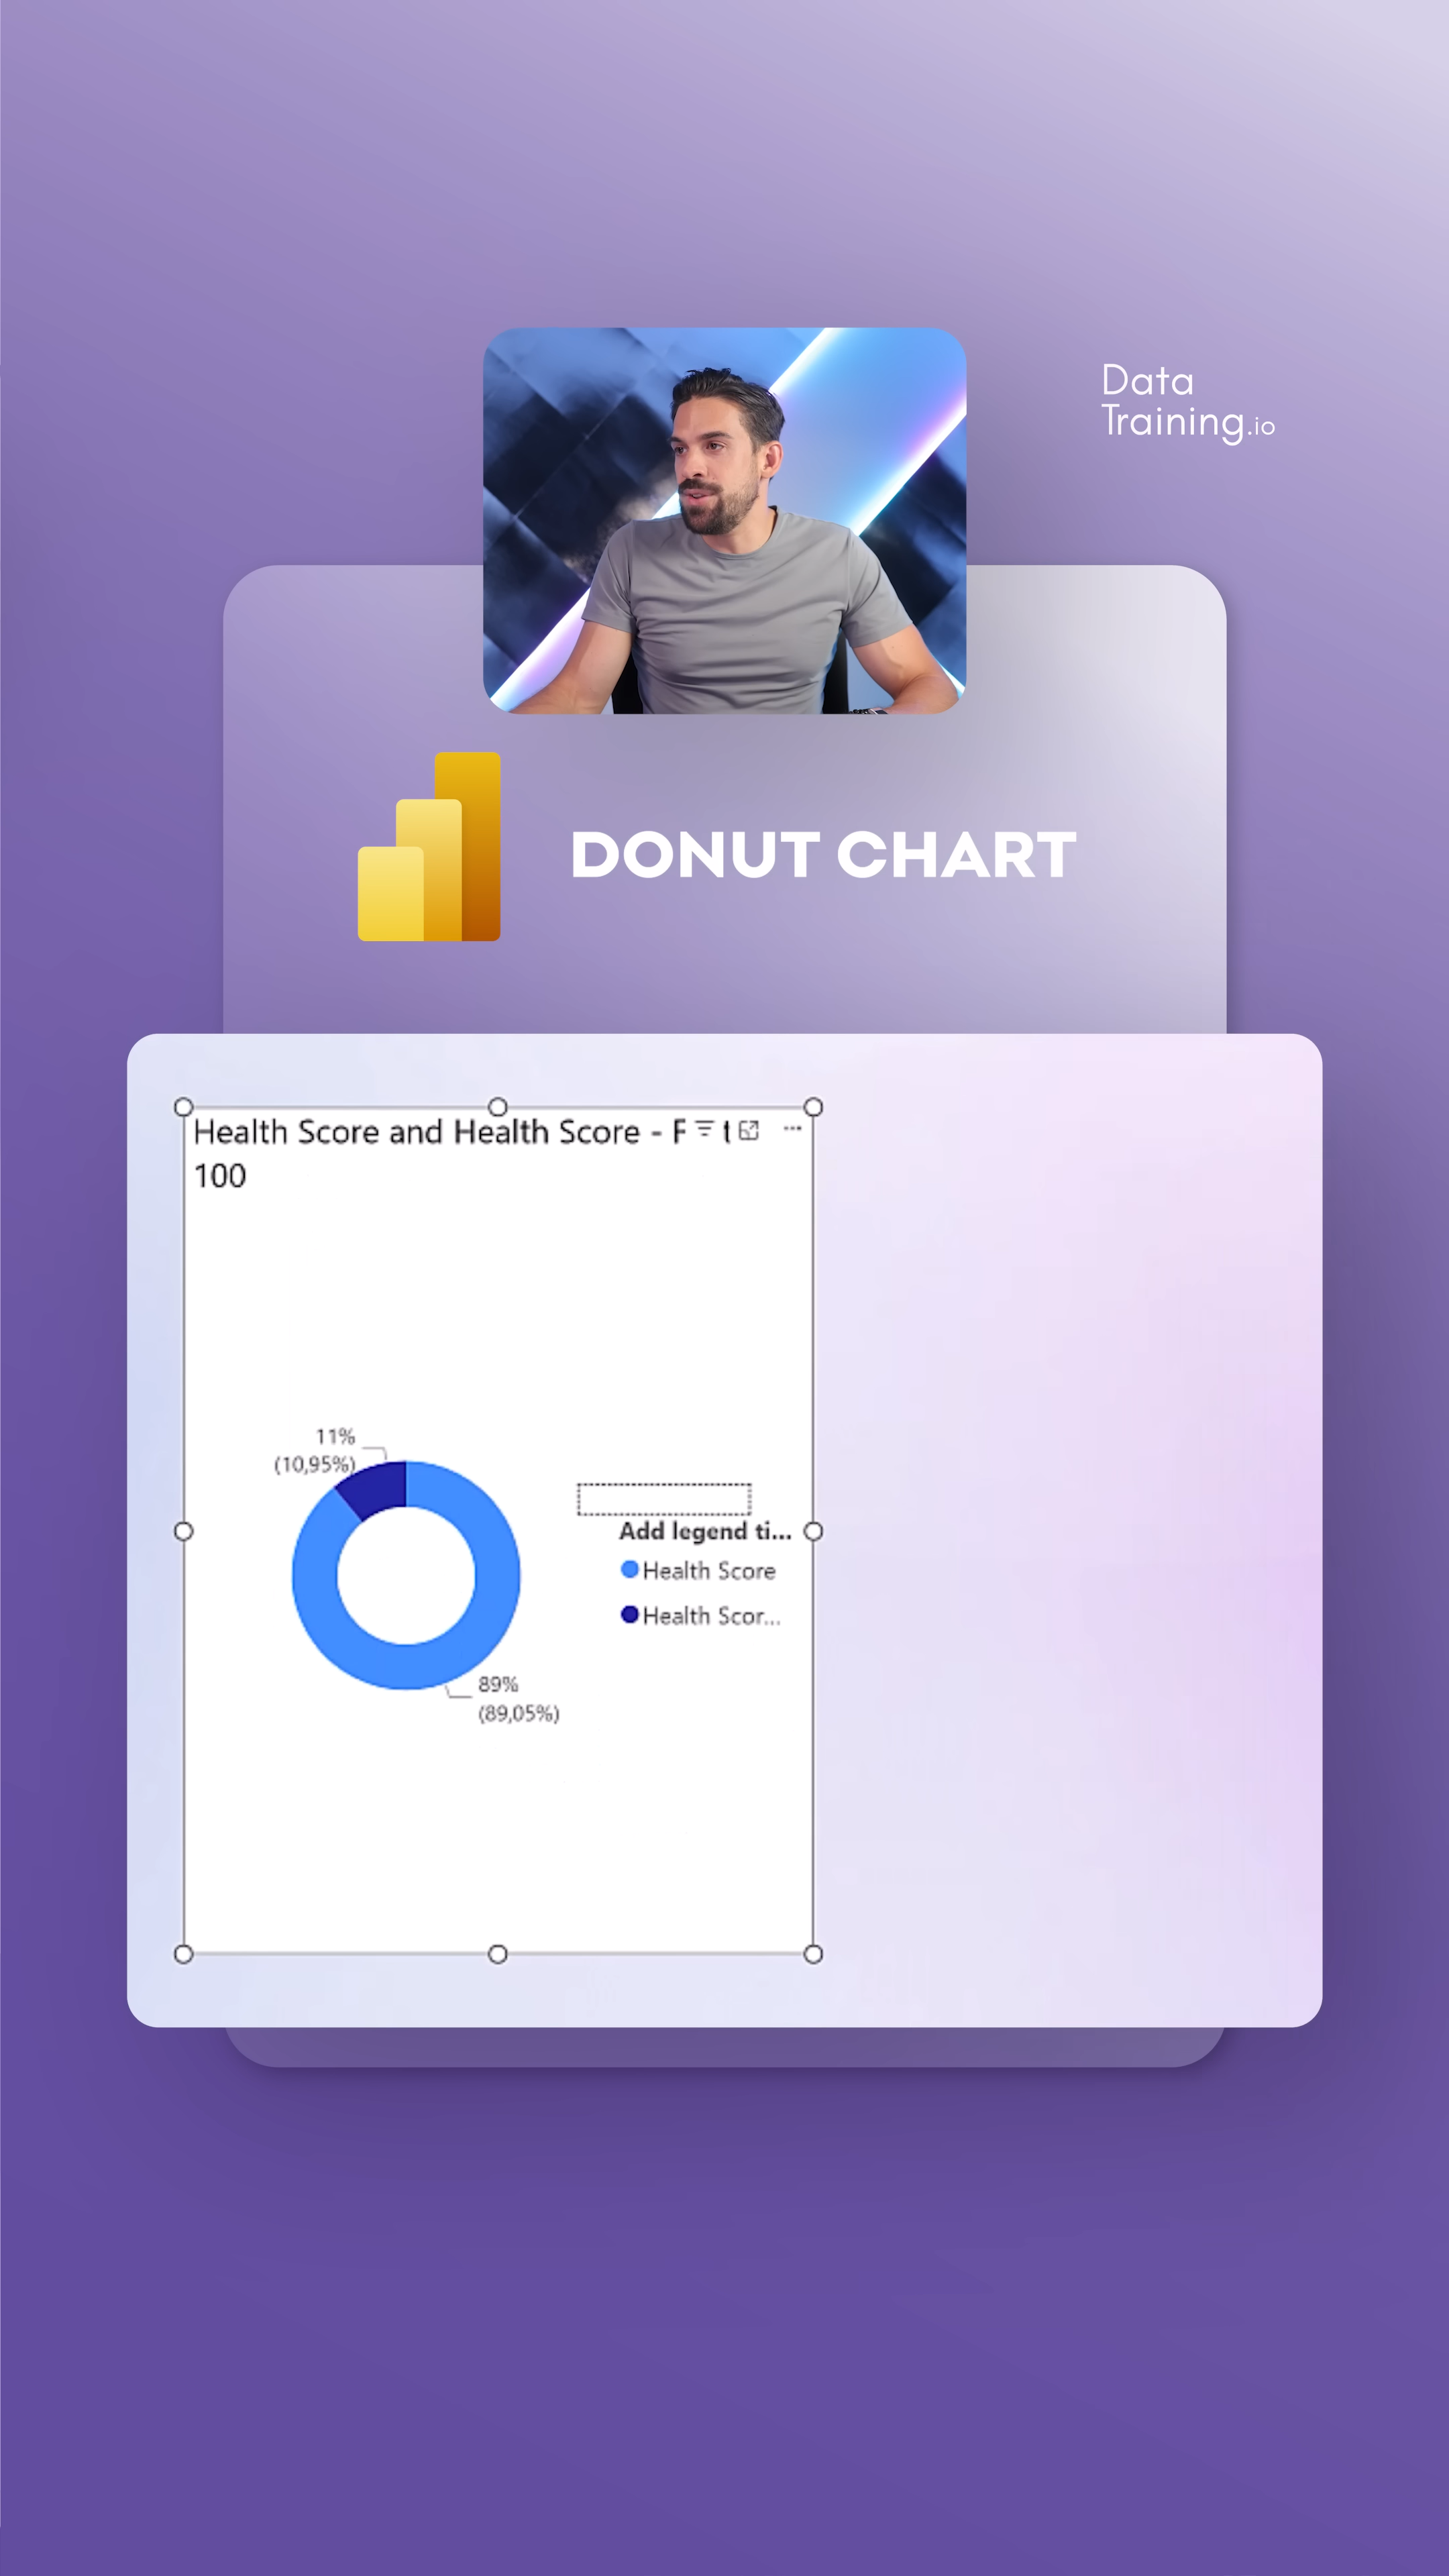 Data
Training.io
DONUT CHART
Health Score and Health Score - F t
100
11%
(10,95%)
Add legend ti...
Health Score
Health Scor...
89%
(89,05%)